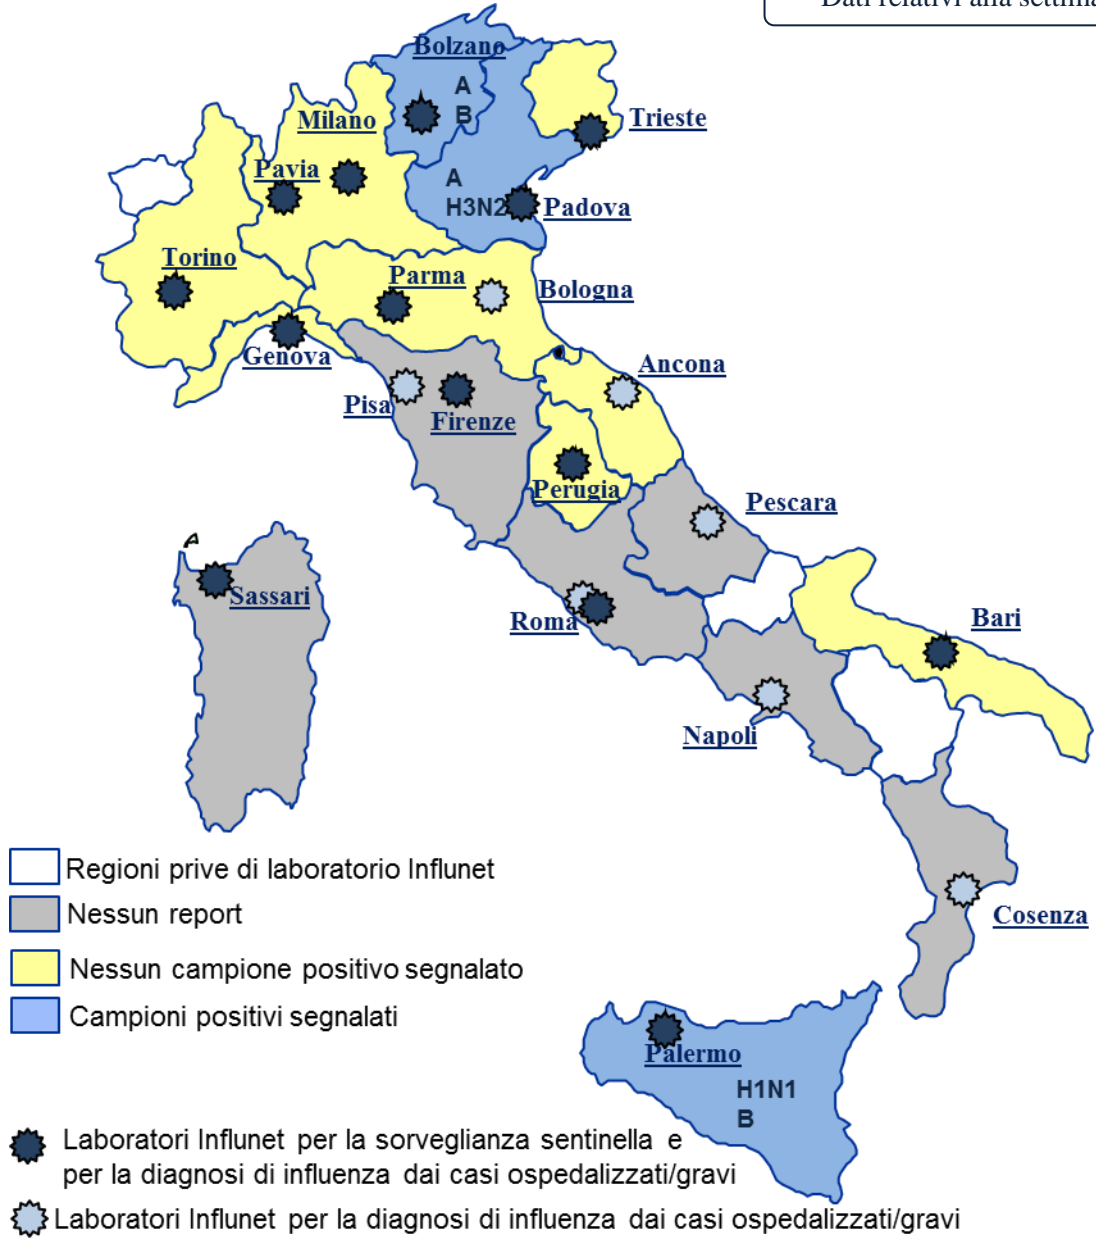 Dati relativi alla
Bolzano
A
B
Milano
Trieste
Pavia
A
H3N2
Padova
Torino
Parma
Bologna
Genova
Ancona
Pisa
Firenze
Perugia
Pescara
A
Sassari
Roma
Bari
Napoli
Regioni prive di laboratorio Influnet
Nessun report
Cosenza
Nessun campione positivo segnalato
Campioni positivi segnalati
Palermo
H1N1
B
Laboratori Influnet per la sorveglianza sentinella e
per la diagnosi di influenza dai casi ospedalizzati/gravi
Laboratori Influnet per la diagnosi di influenza dai casi ospedalizzati/gravi